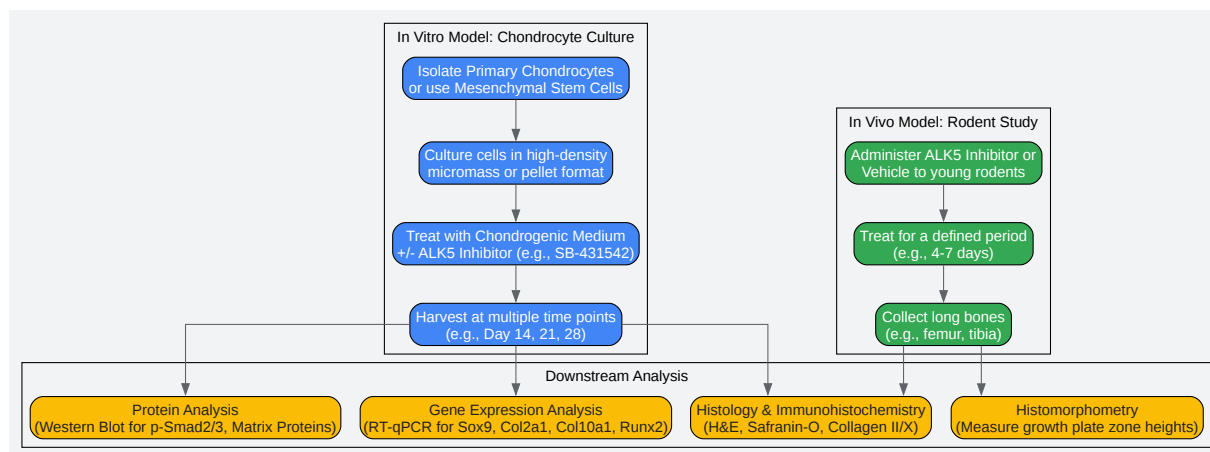 In Vitro Model: Chondrocyte Culture
Isolate Primary Chondrocytes
or use Mesenchymal Stem Cells
Culture cells in high-density
micromass or pellet format
Treat with Chondrogenic Medium
+/- ALK5 Inhibitor (e.g., SB-431542)
Harvest at multiple time points
(e.g., Day 14, 21, 28)
In Vivo Model: Rodent Study
Administer ALK5 Inhibitor or
Vehicle to young rodents
Treat for a defined period
(e.g., 4-7 days)
Collect long bones
(e.g., femur, tibia)
Downstream Analysis
Protein Analysis
(Western Blot for p-Smad2/3, Matrix Proteins)
Gene Expression Analysis
(RT-qPCR for Sox9, Col2a1, Col10a1, Runx2)
Histology & Immunohistochemistry
(H&E, Safranin-O, Collagen II/X)
Histomorphometry
(Measure growth plate zone heights)